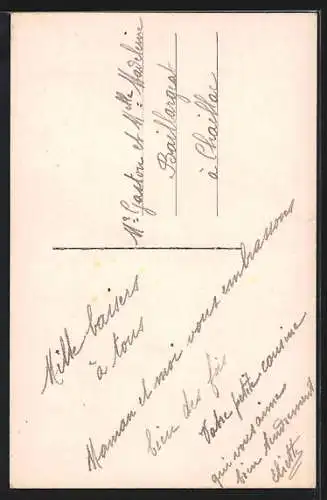 Mr Gaston et Mlle Madeleine
Baillargeat
à Chaillac
Mille baisers
à tous
Maman et moi vous embrassons
bien des fois
Votre petite cousine
qui vous aime
bien tendrement